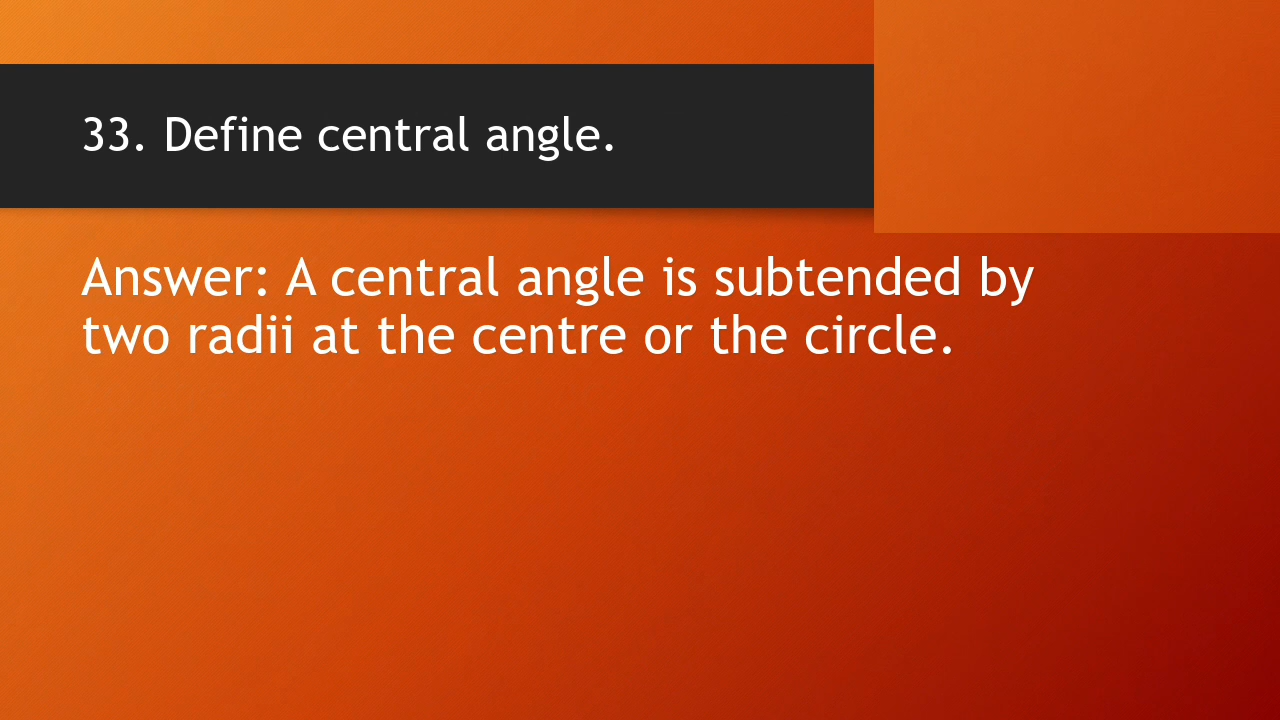 33. Define central angle.
Answer: A central angle is subtended by
two radii at the centre or the circle.